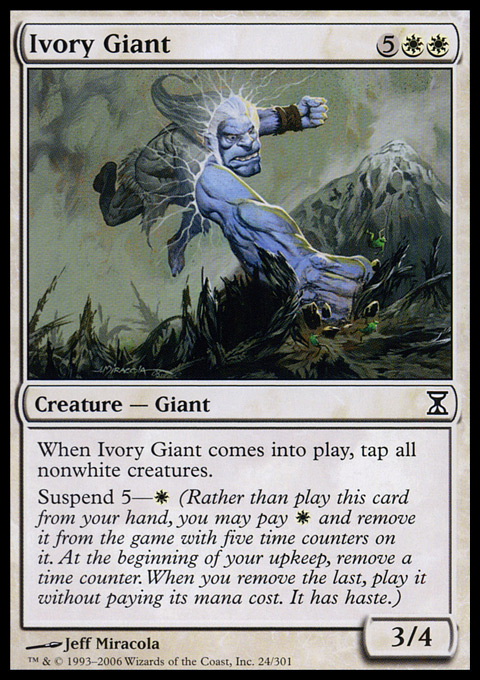 Ivory Giant 5
J.MIRACOLA
Creature — Giant
When Ivory Giant comes into play, tap all
nonwhite creatures.
Suspend 5— (Rather than play this card
from your hand, you may pay and remove
it from the game with five time counters on
it. At the beginning of your upkeep, remove a
time counter. When you remove the last, play it
without paying its mana cost. It has haste.)
Jeff Miracola
3/4
™ & © 1993–2006 Wizards of the Coast, Inc. 24/301